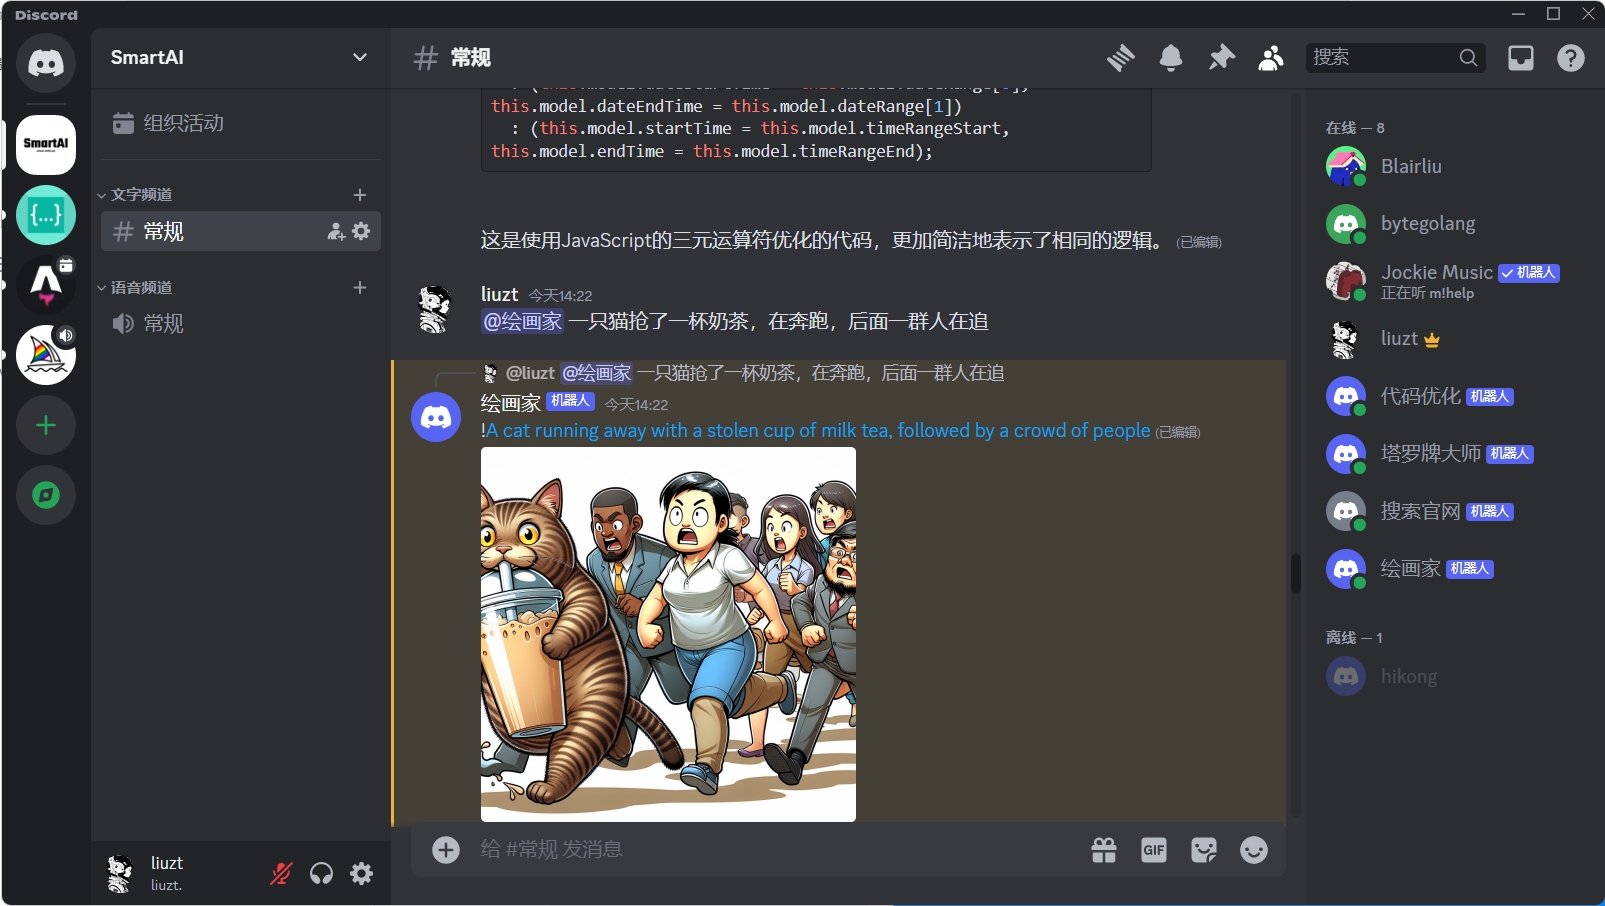 Discord
SmartAI
组织活动
文字频道
常规
语音频道
常规
liuzt
liuzt.
SmartAI
常规
搜索
this.model.dateEndTime = this.model.dateRange[1])
: (this.model.startTime = this.model.timeRangeStart,
this.model.endTime = this.model.timeRangeEnd);
这是使用JavaScript的三元运算符优化的代码，更加简洁地表示了相同的逻辑。 (已编辑)
liuzt 今天14:22
@绘画家 一只猫抢了一杯奶茶，在奔跑，后面一群人在追
@liuzt @绘画家 一只猫抢了一杯奶茶，在奔跑，后面一群人在追
绘画家 机器人 今天14:22
!A cat running away with a stolen cup of milk tea, followed by a crowd of people (已编辑)
给 #常规 发消息
GIF
在线 — 8
Blairliu
bytegolang
Jockie Music 机器人
正在听 m!help
liuzt
代码优化 机器人
塔罗牌大师 机器人
搜索官网 机器人
绘画家 机器人
离线 — 1
hikong